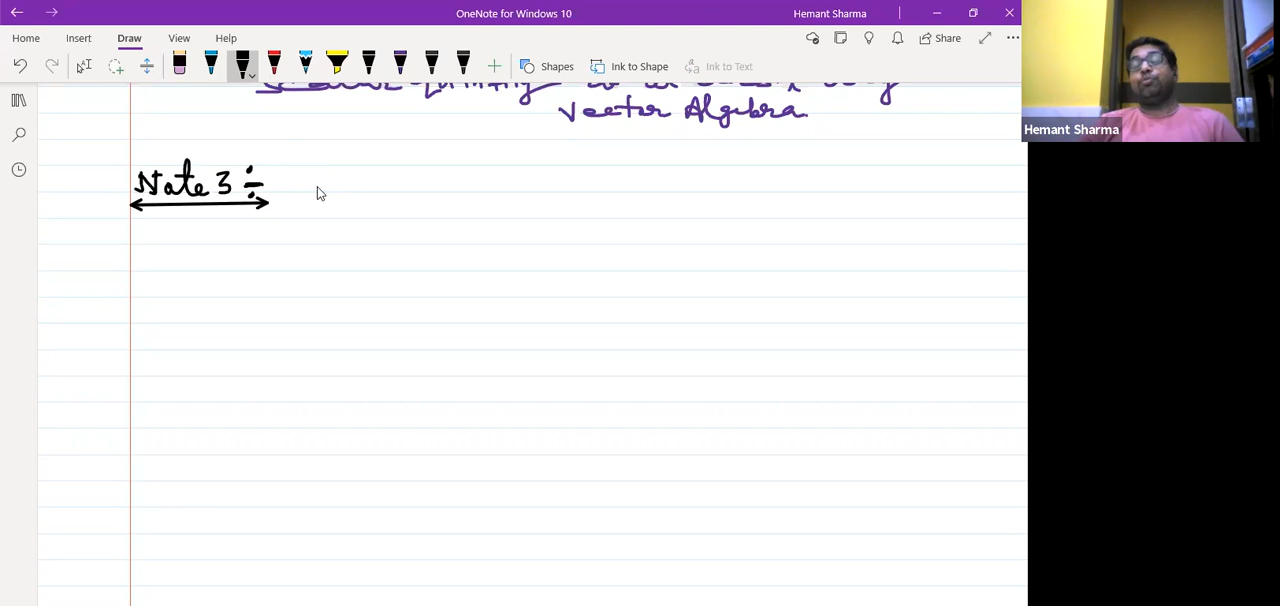 OneNote for Windows 10
Hemant Sharma
Home Insert Draw View Help
Share
Shapes Ink to Shape Ink to Text
quantity
vector Algebra.
Note 3 ÷
Hemant Sharma